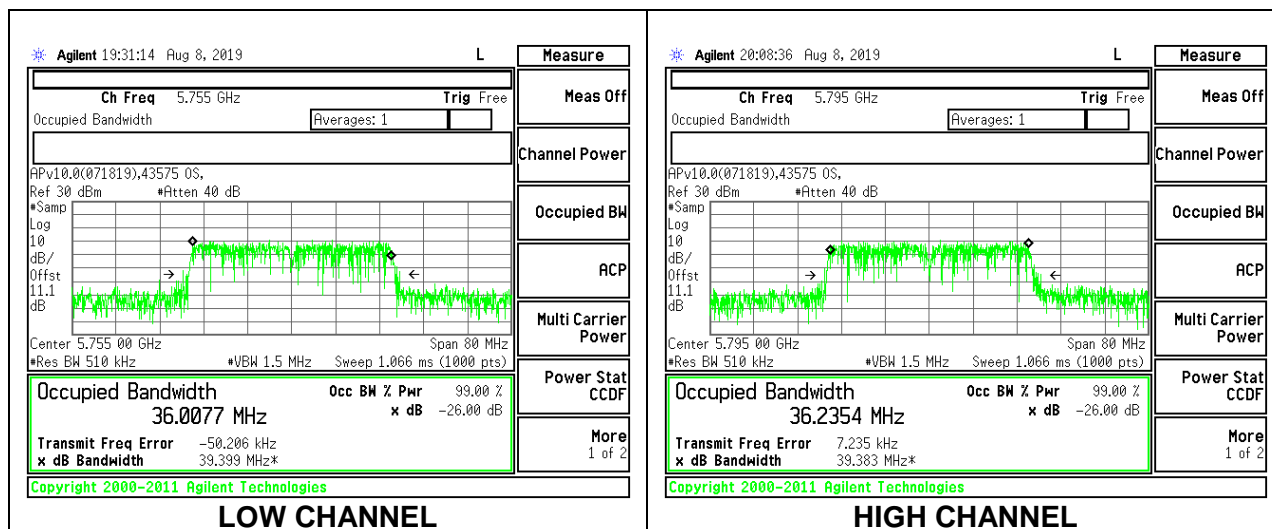 Agilent 19:31:14 Aug 8, 2019 L
Measure
Ch Freq 5.755 GHz Trig Free
Meas Off
Occupied Bandwidth Averages: 1
Channel Power
APv10.0(071819),43575 OS,
Ref 30 dBm #Atten 40 dB
#Samp
Log
10
dB/
Offst
11.1
dB
Occupied BW
ACP
Multi Carrier
Power
Center 5.755 00 GHz Span 80 MHz
#Res BW 510 kHz #VBW 1.5 MHz Sweep 1.066 ms (1000 pts)
Power Stat
CCDF
Occupied Bandwidth Occ BW % Pwr 99.00 %
36.0077 MHz x dB -26.00 dB
Transmit Freq Error -50.206 kHz
x dB Bandwidth 39.399 MHz*
More
1 of 2
Copyright 2000-2011 Agilent Technologies
LOW CHANNEL
Agilent 20:08:36 Aug 8, 2019 L
Measure
Ch Freq 5.795 GHz Trig Free
Meas Off
Occupied Bandwidth Averages: 1
Channel Power
APv10.0(071819),43575 OS,
Ref 30 dBm #Atten 40 dB
#Samp
Log
10
dB/
Offst
11.1
dB
Occupied BW
ACP
Multi Carrier
Power
Center 5.795 00 GHz Span 80 MHz
#Res BW 510 kHz #VBW 1.5 MHz Sweep 1.066 ms (1000 pts)
Power Stat
CCDF
Occupied Bandwidth Occ BW % Pwr 99.00 %
36.2354 MHz x dB -26.00 dB
Transmit Freq Error 7.235 kHz
x dB Bandwidth 39.383 MHz*
More
1 of 2
Copyright 2000-2011 Agilent Technologies
HIGH CHANNEL